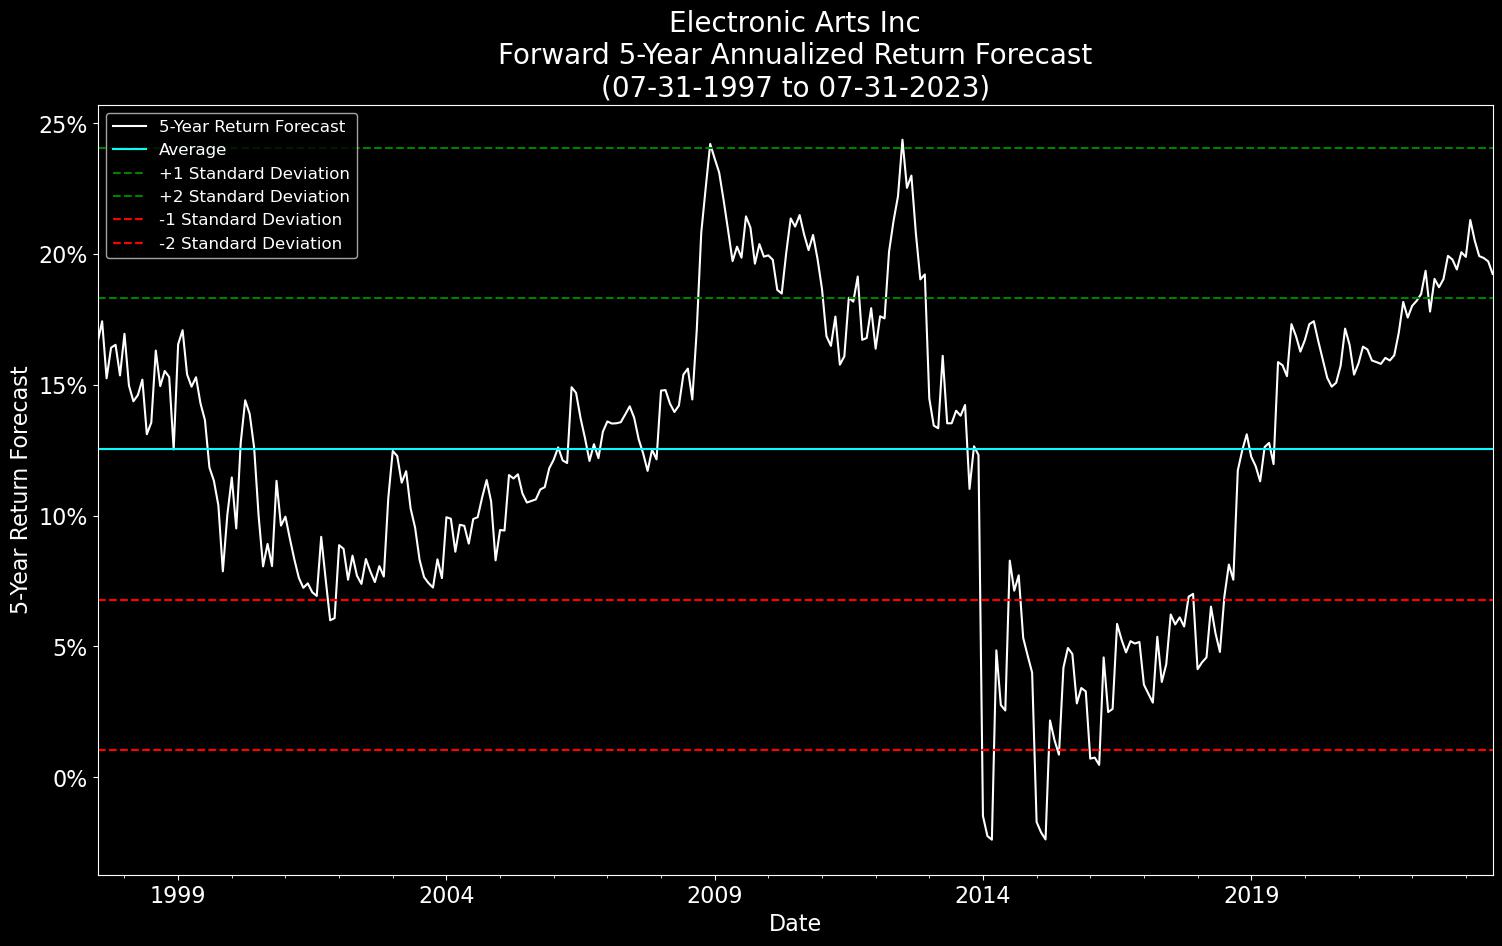 Electronic Arts Inc
Forward 5-Year Annualized Return Forecast
(07-31-1997 to 07-31-2023)
5-Year Return Forecast
Average
+1 Standard Deviation
+2 Standard Deviation
-1 Standard Deviation
-2 Standard Deviation
25%
20%
15%
10%
5%
0%
5-Year Return Forecast
1999 2004 2009 2014 2019
Date